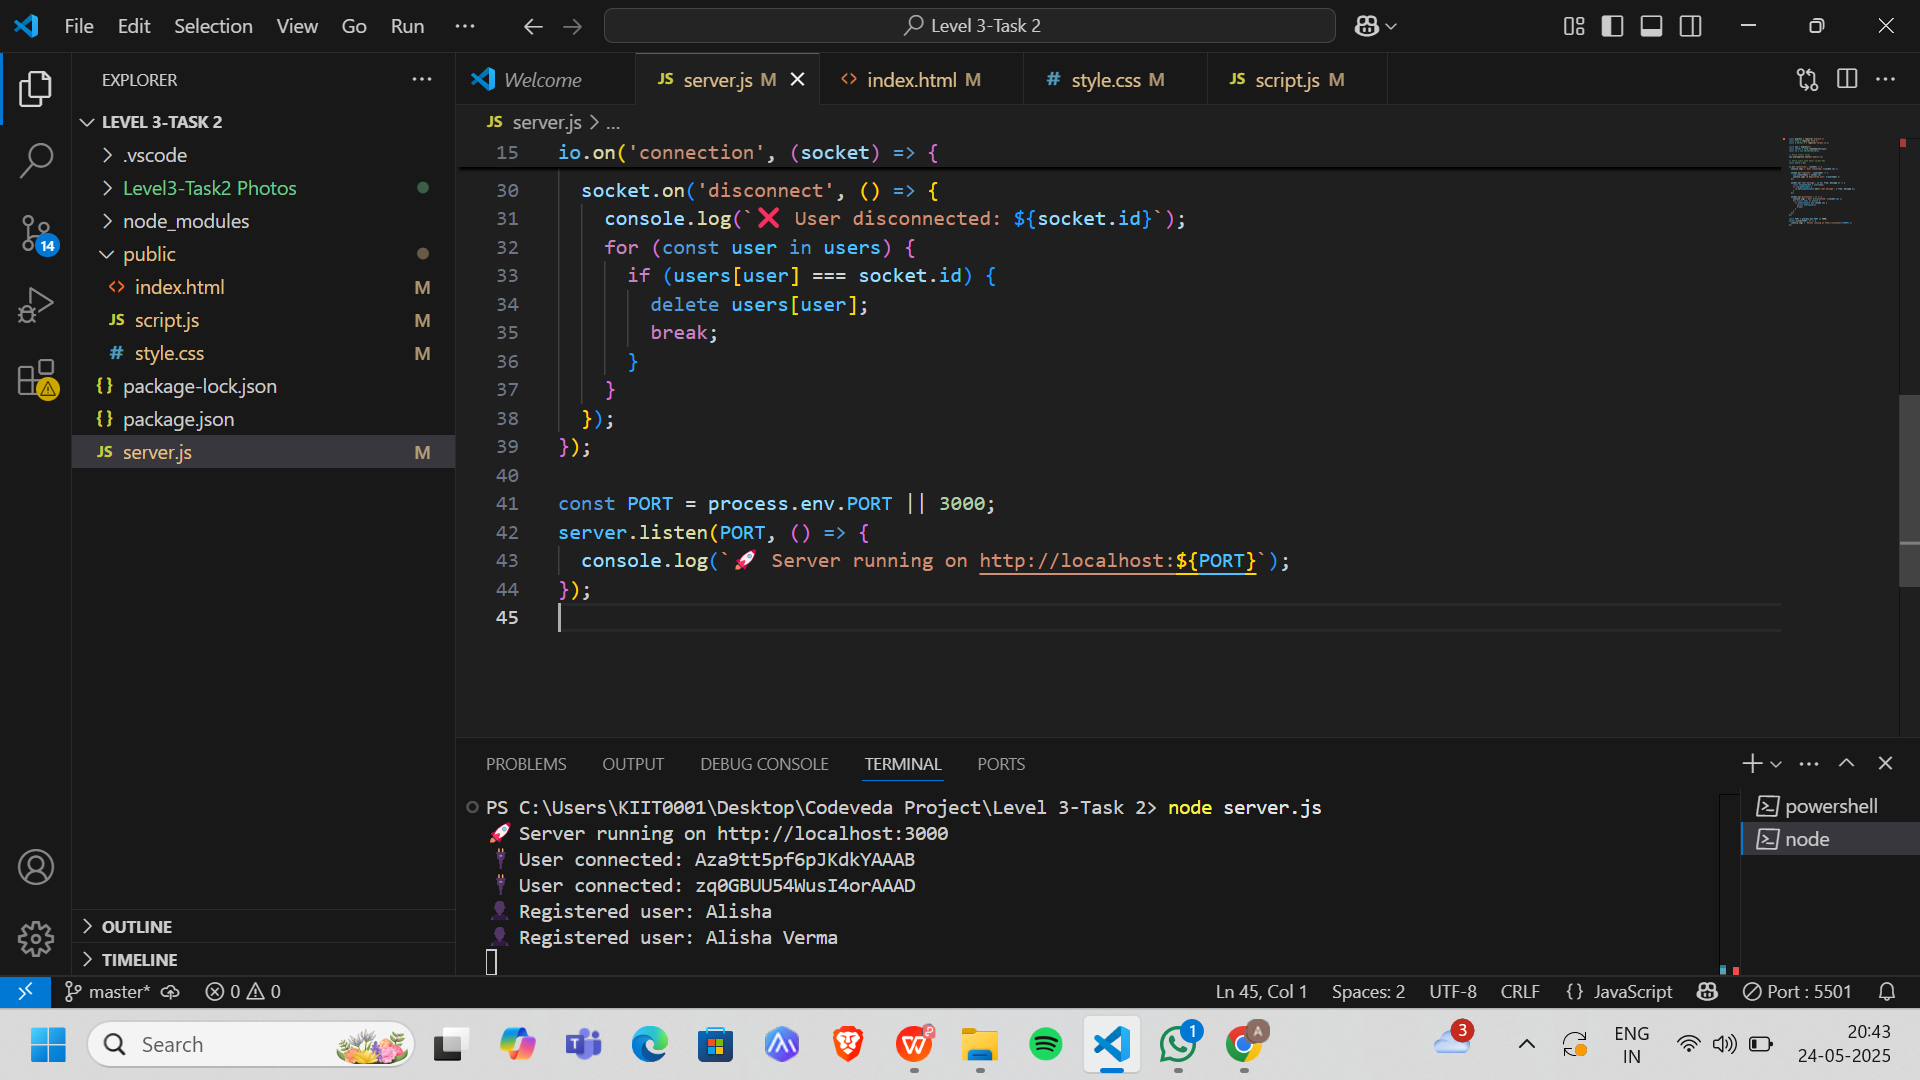 File Edit Selection View Go Run ... Level 3-Task 2
EXPLORER
LEVEL 3-TASK 2
.vscode
Level3-Task2 Photos
node_modules
public
index.html M
script.js M
style.css M
package-lock.json
package.json
server.js M
OUTLINE
TIMELINE
14
Welcome JS server.js M index.html M # style.css M JS script.js M
JS server.js > ...
15 io.on('connection', (socket) => {
30 socket.on('disconnect', () => {
31 console.log(`❌ User disconnected: ${socket.id}`);
32 for (const user in users) {
33 if (users[user] === socket.id) {
34 delete users[user];
35 break;
36 }
37 }
38 });
39 });
40
41 const PORT = process.env.PORT || 3000;
42 server.listen(PORT, () => {
43 console.log(`🚀 Server running on http://localhost:${PORT}`);
44 });
45
PROBLEMS OUTPUT DEBUG CONSOLE TERMINAL PORTS
PS C:\Users\KIIT0001\Desktop\Codeveda Project\Level 3-Task 2> node server.js
🚀 Server running on http://localhost:3000
🔌 User connected: Aza9tt5pf6pJKdkYAAAB
🔌 User connected: zq0GBUU54WusI4orAAAD
👤 Registered user: Alisha
👤 Registered user: Alisha Verma
powershell
node
master* 0 0 Ln 45, Col 1 Spaces: 2 UTF-8 CRLF {} JavaScript Port : 5501
Search 1 A 3 ENG IN 20:43
24-05-2025